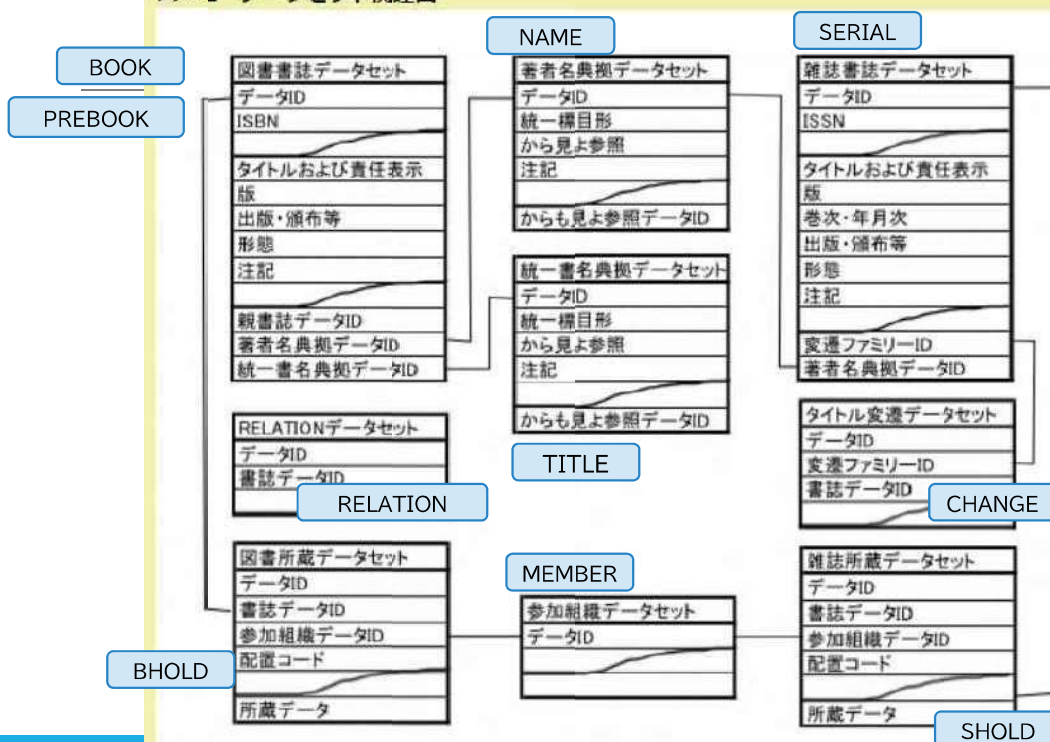 BOOK
PREBOOK
図書書誌データセット
データID
ISBN
タイトルおよび責任表示
版
出版・頒布等
形態
注記
親書誌データID
著者名典拠データID
統一書名典拠データID
RELATIONデータセット
データID
書誌データID
RELATION
図書所蔵データセット
データID
書誌データID
参加組織データID
配置コード
所蔵データ
BHOLD
NAME
著者名典拠データセット
データID
統一標目形
から見よ参照
注記
からも見よ参照データID
統一書名典拠データセット
データID
統一標目形
から見よ参照
注記
からも見よ参照データID
TITLE
MEMBER
参加組織データセット
データID
SERIAL
雑誌書誌データセット
データID
ISSN
タイトルおよび責任表示
版
巻次・年月次
出版・頒布等
形態
注記
変遷ファミリーID
著者名典拠データID
タイトル変遷データセット
データID
変遷ファミリーID
書誌データID
CHANGE
雑誌所蔵データセット
データID
書誌データID
参加組織データID
配置コード
所蔵データ
SHOLD